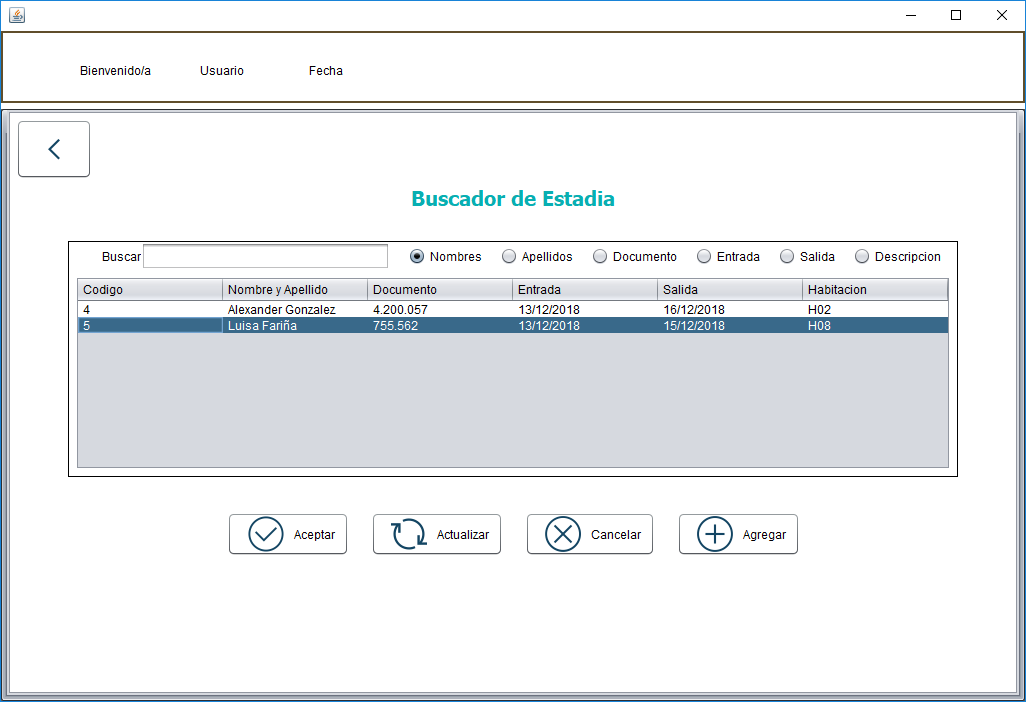 Bienvenido/a Usuario Fecha
Buscador de Estadia
Buscar Nombres Apellidos Documento Entrada Salida Descripcion
Codigo Nombre y Apellido Documento Entrada Salida Habitacion
4 Alexander Gonzalez 4.200.057 13/12/2018 16/12/2018 H02
5 Luisa Fariña 755.562 13/12/2018 15/12/2018 H08
Aceptar Actualizar Cancelar Agregar